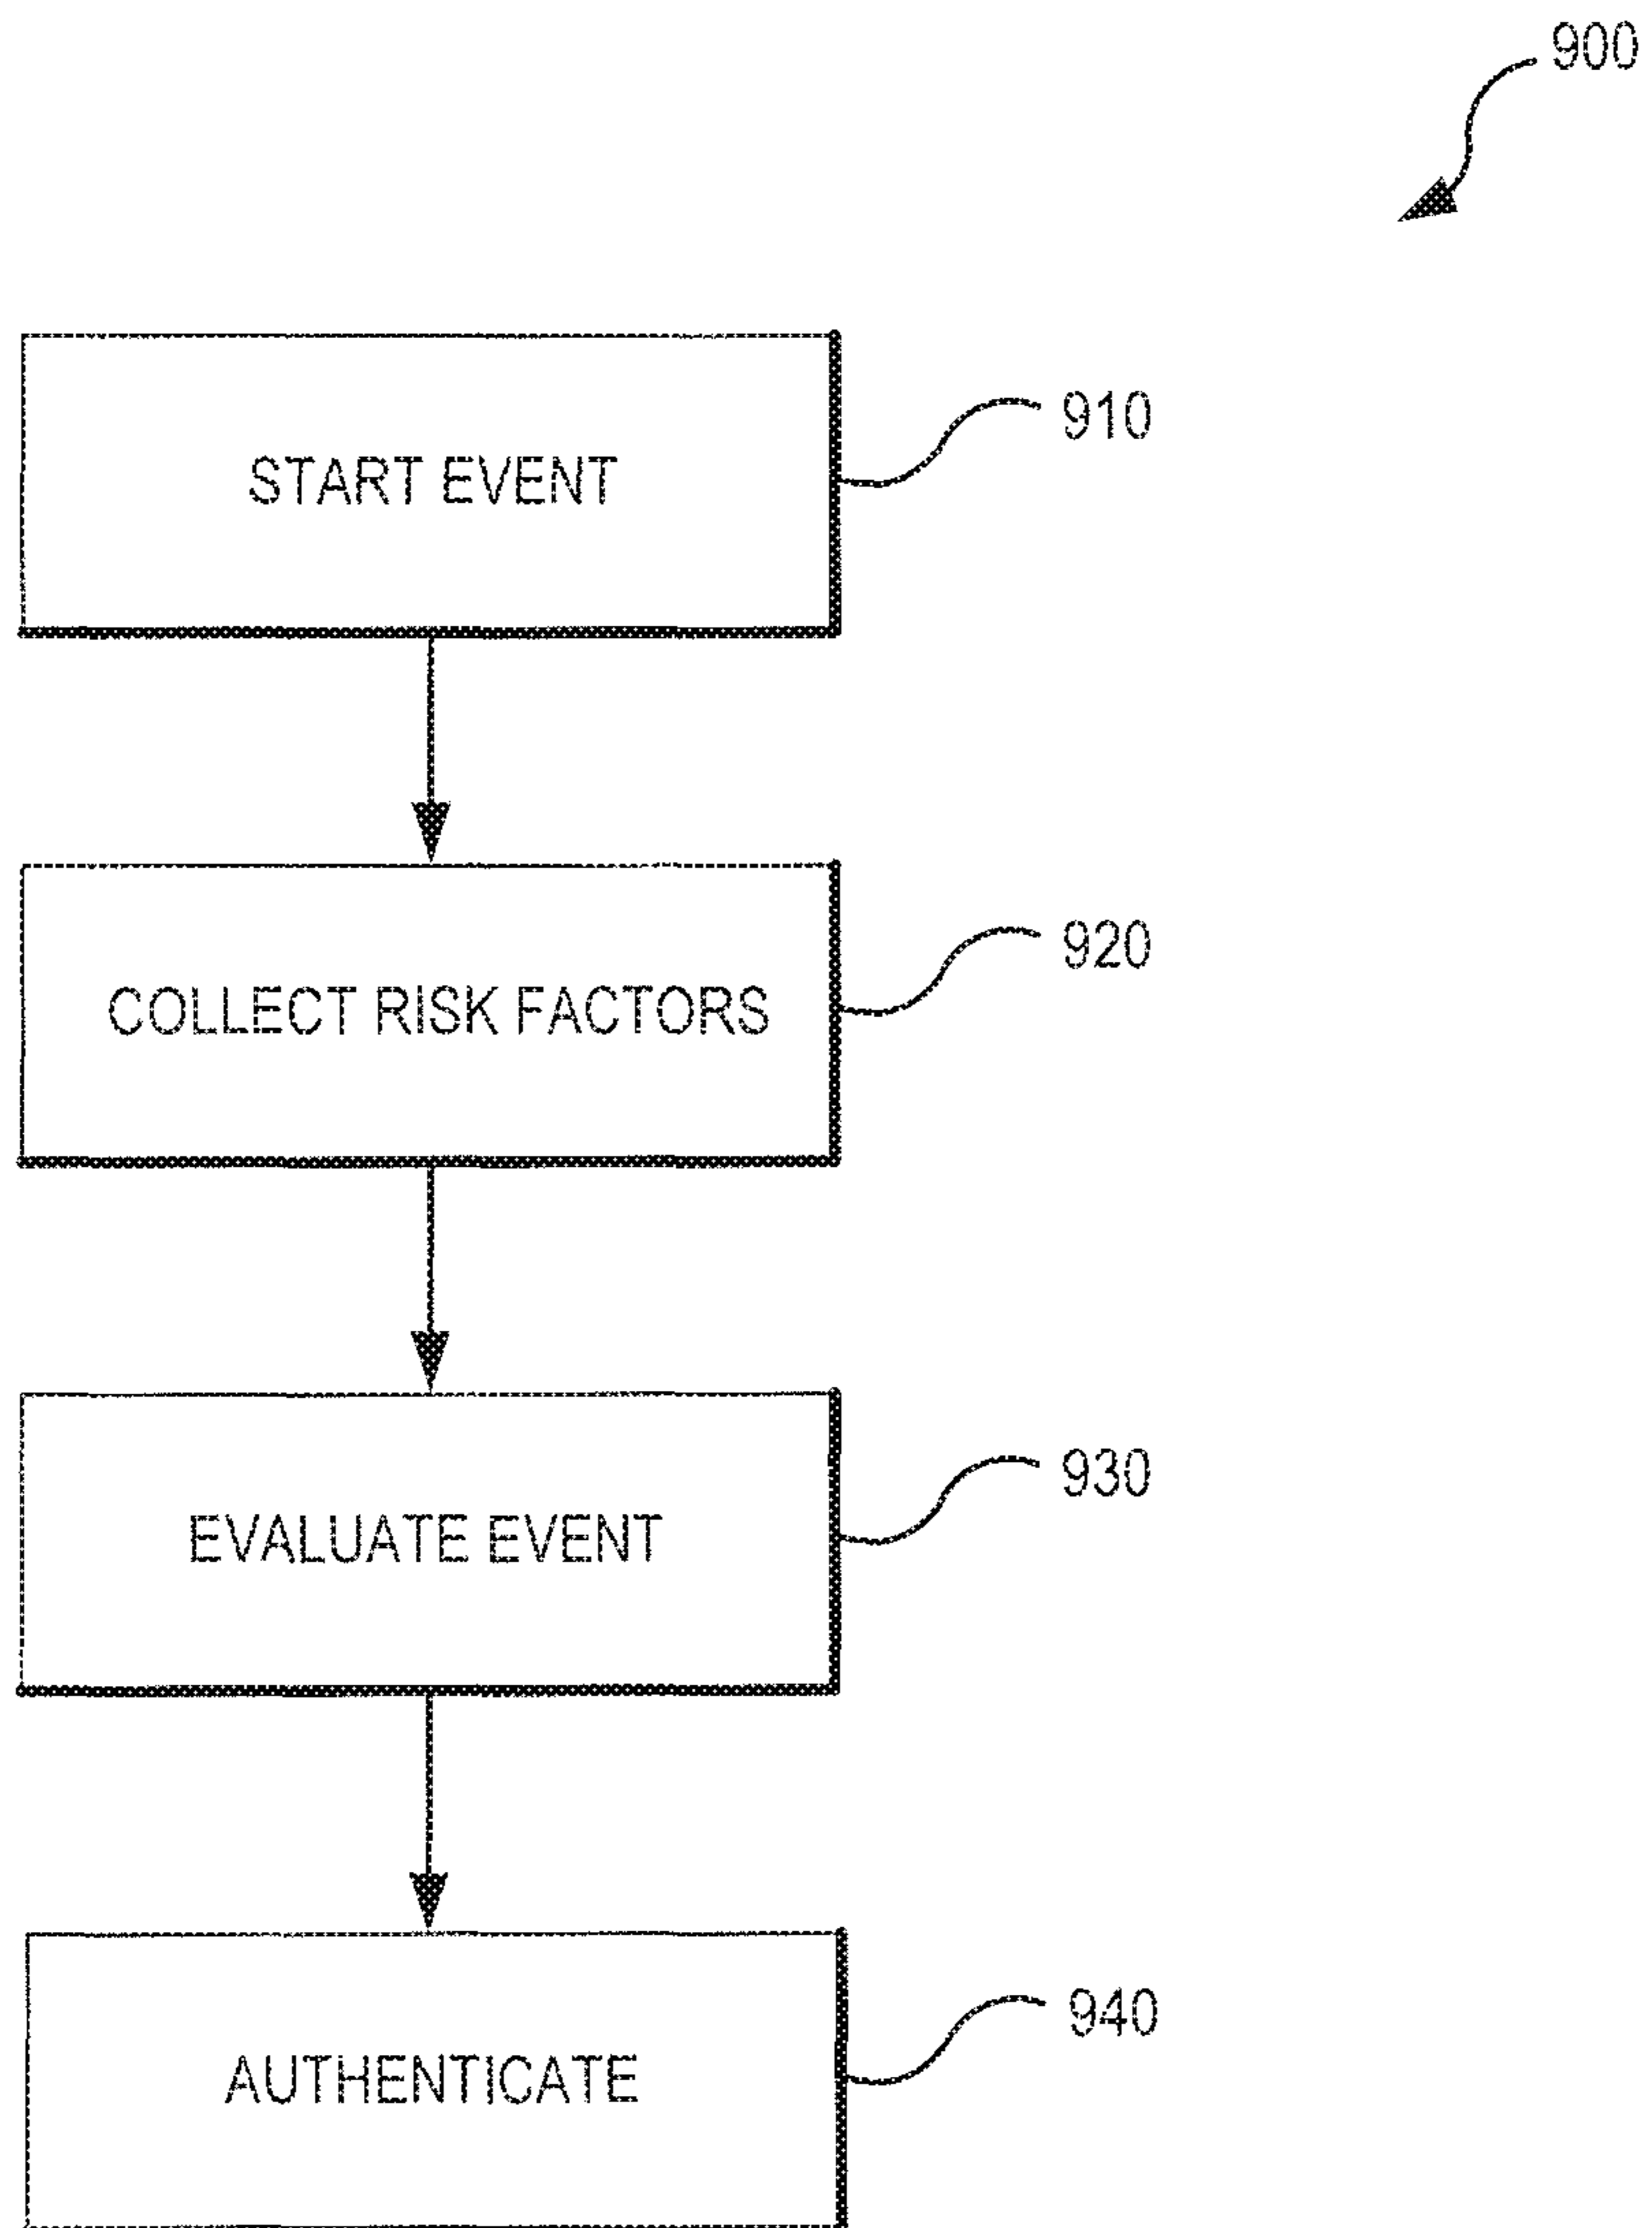 900
START EVENT
910
COLLECT RISK FACTORS
920
EVALUATE EVENT
930
AUTHENTICATE
940